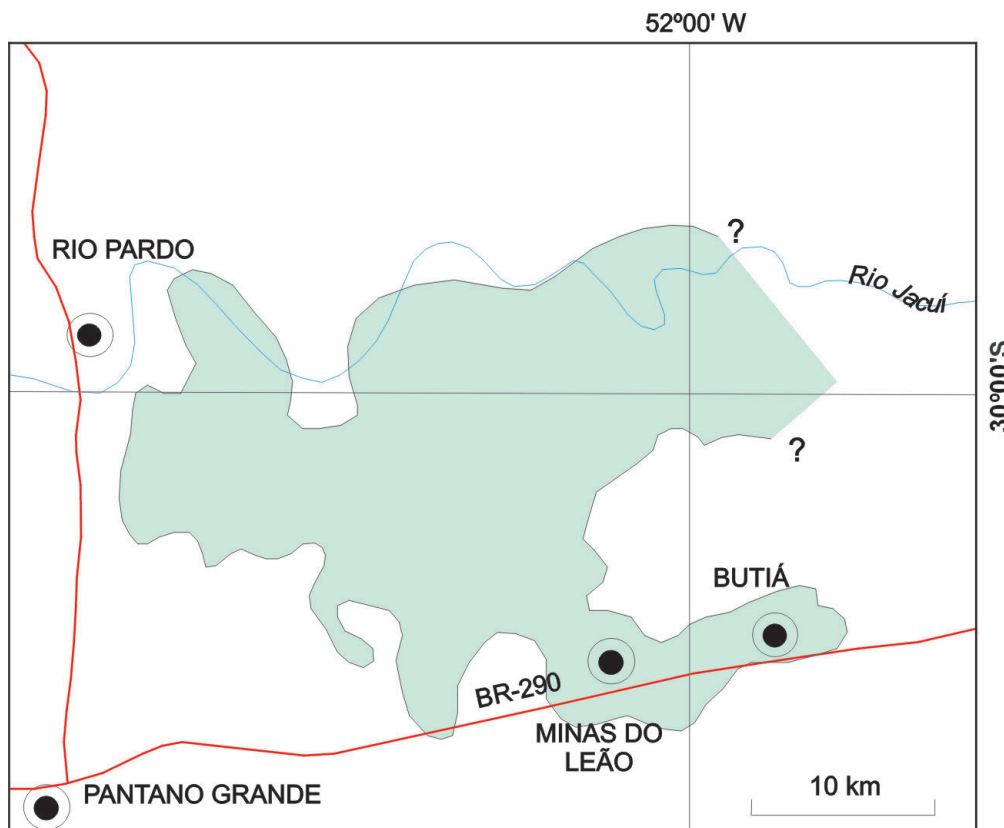 52º00' W
?
RIO PARDO
Rio Jacuí
30º00'S
?
BUTIÁ
BR-290
MINAS DO
LEÃO
10 km
PANTANO GRANDE